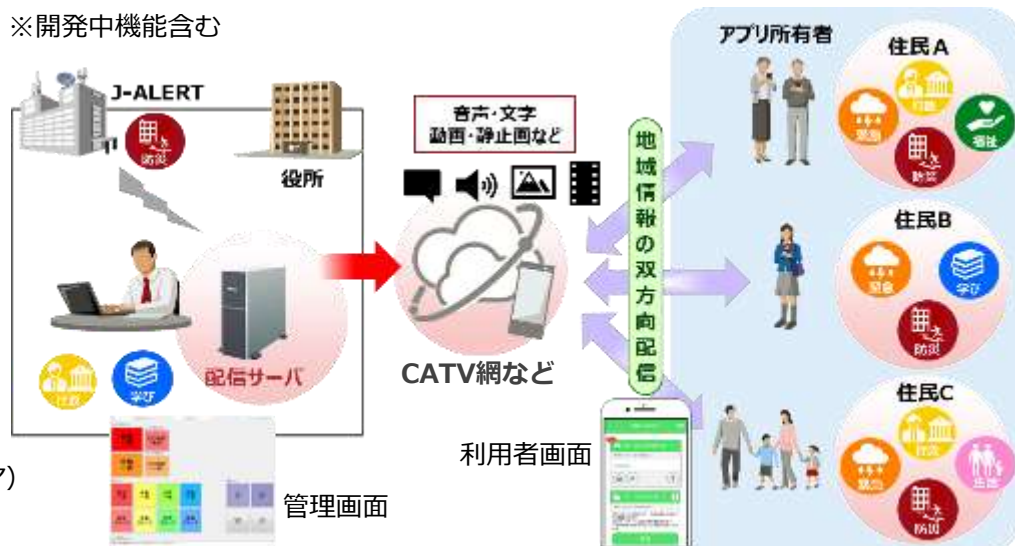 ※開発中機能含む
J-ALERT
防災
役所
行政
学び
配信サーバ
管理画面
音声・文字
動画・静止画など
CATV網など
地域情報の双方向配信
利用者画面
アプリ所有者
住民A
緊急
行政
福祉
防災
住民B
緊急
学び
防災
住民C
緊急
行政
生活
防災